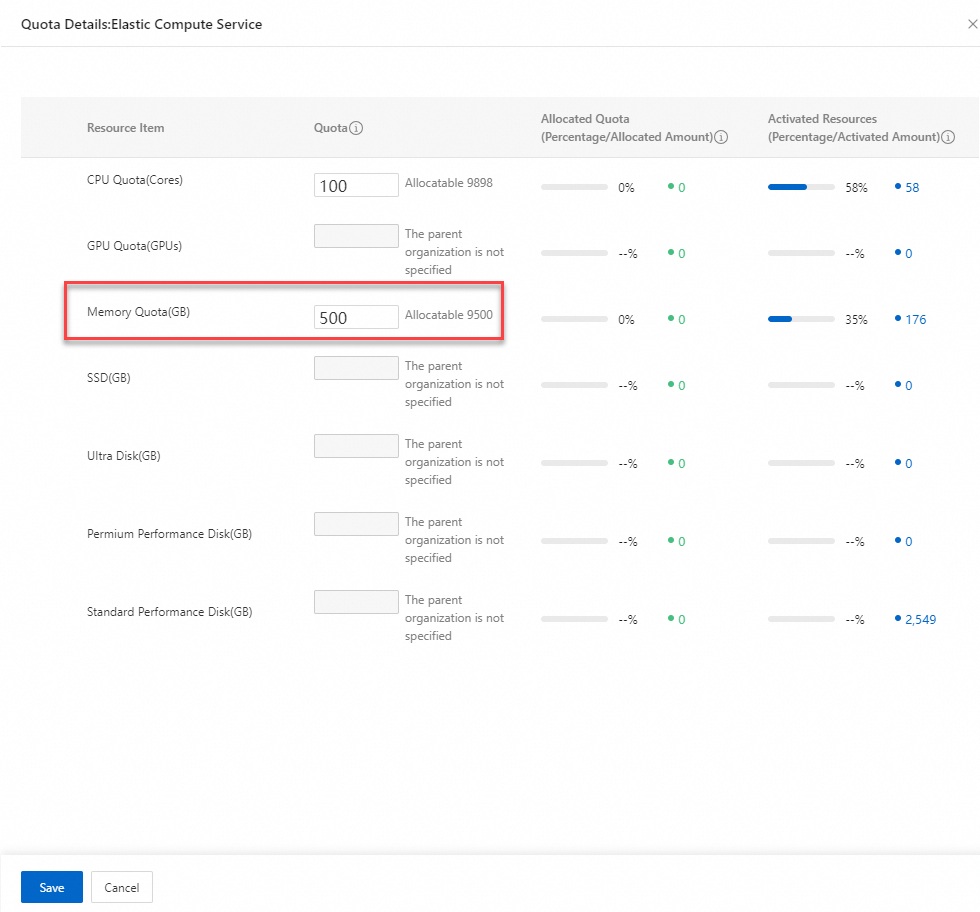 Quota Details:Elastic Compute Service
Resource Item
Quota
Allocated Quota
(Percentage/Allocated Amount)
Activated Resources
(Percentage/Activated Amount)
CPU Quota(Cores)
100
Allocatable 9898
0%
0
58%
58
GPU Quota(GPUs)
The parent
organization is not
specified
--%
0
--%
0
Memory Quota(GB)
500
Allocatable 9500
0%
0
35%
176
SSD(GB)
The parent
organization is not
specified
--%
0
--%
0
Ultra Disk(GB)
The parent
organization is not
specified
--%
0
--%
0
Permium Performance Disk(GB)
The parent
organization is not
specified
--%
0
--%
0
Standard Performance Disk(GB)
The parent
organization is not
specified
--%
0
--%
2,549
Save
Cancel